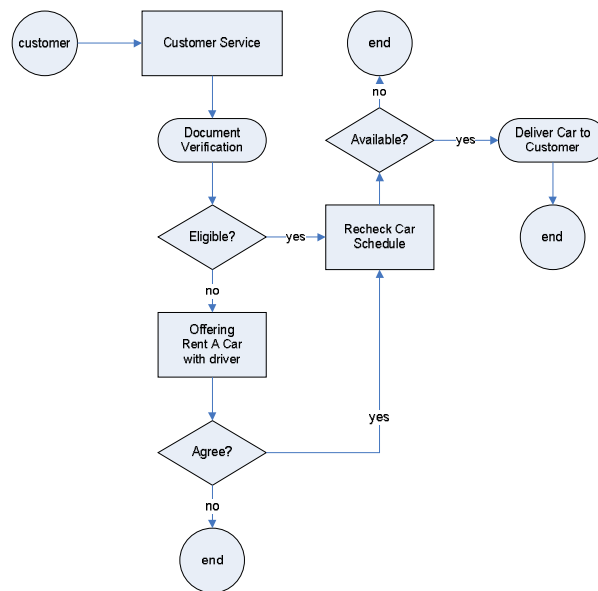 customer
Customer Service
end
no
Document
Verification
Available?
yes
Deliver Car to
Customer
Eligible?
yes
Recheck Car
Schedule
end
no
Offering
Rent A Car
with driver
yes
Agree?
no
end